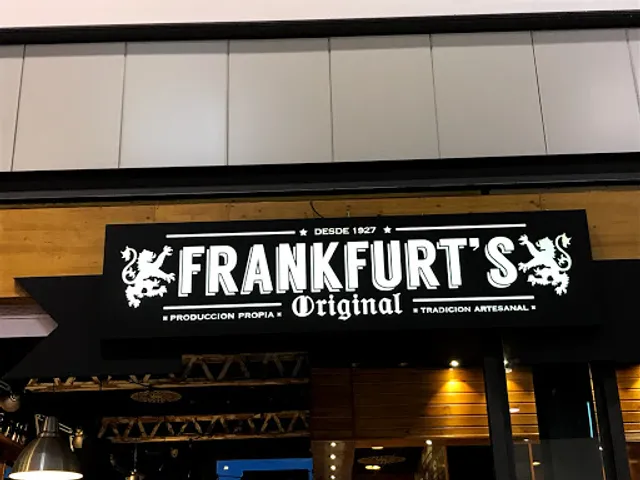 DESDE 1927
FRANKFURT'S
PRODUCCION PROPIA Original TRADICION ARTESANAL